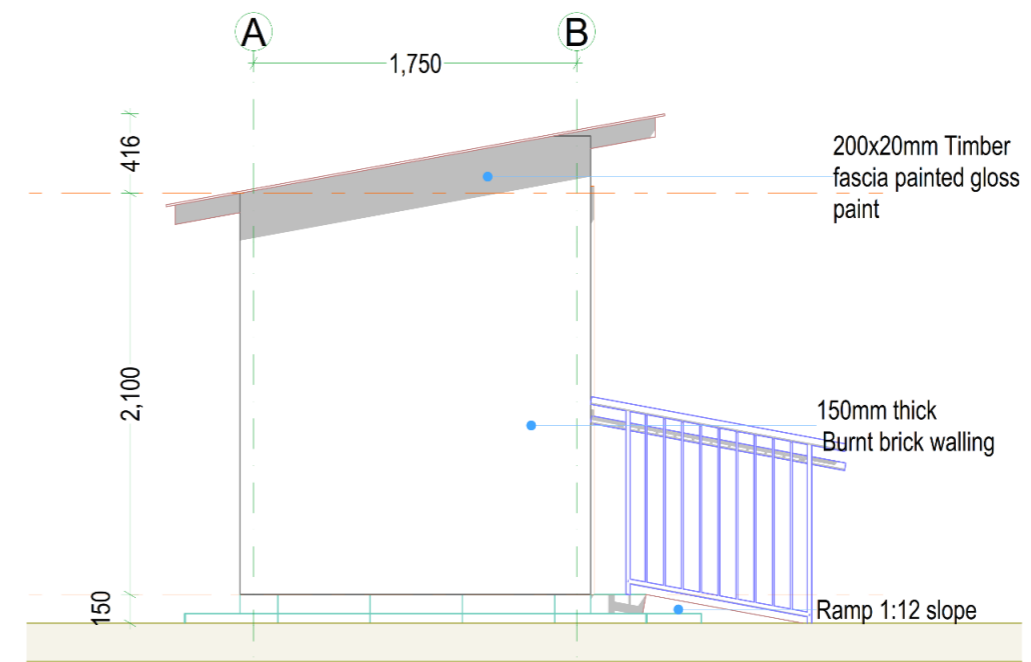 A
B
1,750
416
200x20mm Timber
fascia painted gloss
paint
2,100
150mm thick
Burnt brick walling
150
Ramp 1:12 slope